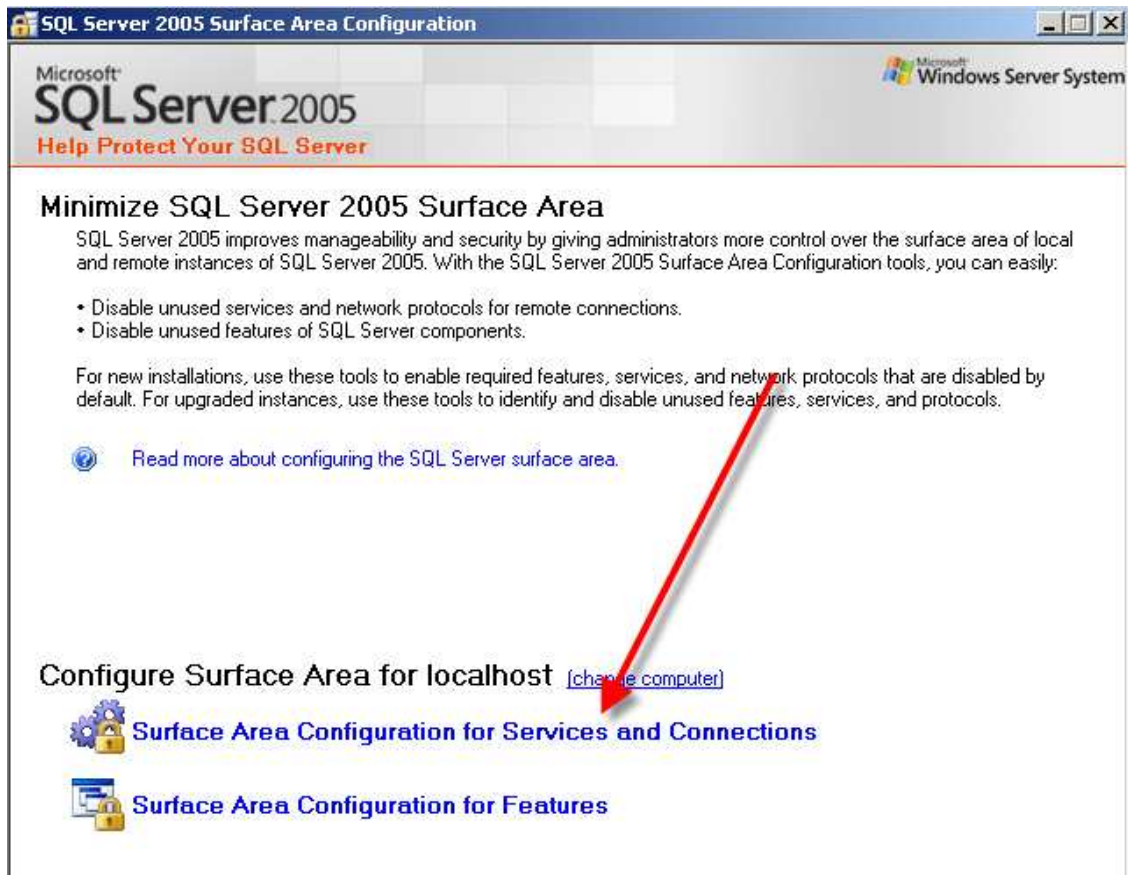 SQL Server 2005 Surface Area Configuration
Microsoft
SQL Server 2005
Help Protect Your SQL Server
Microsoft
Windows Server System
Minimize SQL Server 2005 Surface Area
SQL Server 2005 improves manageability and security by giving administrators more control over the surface area of local
and remote instances of SQL Server 2005. With the SQL Server 2005 Surface Area Configuration tools, you can easily:
• Disable unused services and network protocols for remote connections.
• Disable unused features of SQL Server components.
For new installations, use these tools to enable required features, services, and network protocols that are disabled by
default. For upgraded instances, use these tools to identify and disable unused features, services, and protocols.
Read more about configuring the SQL Server surface area.
Configure Surface Area for localhost (change computer)
Surface Area Configuration for Services and Connections
Surface Area Configuration for Features